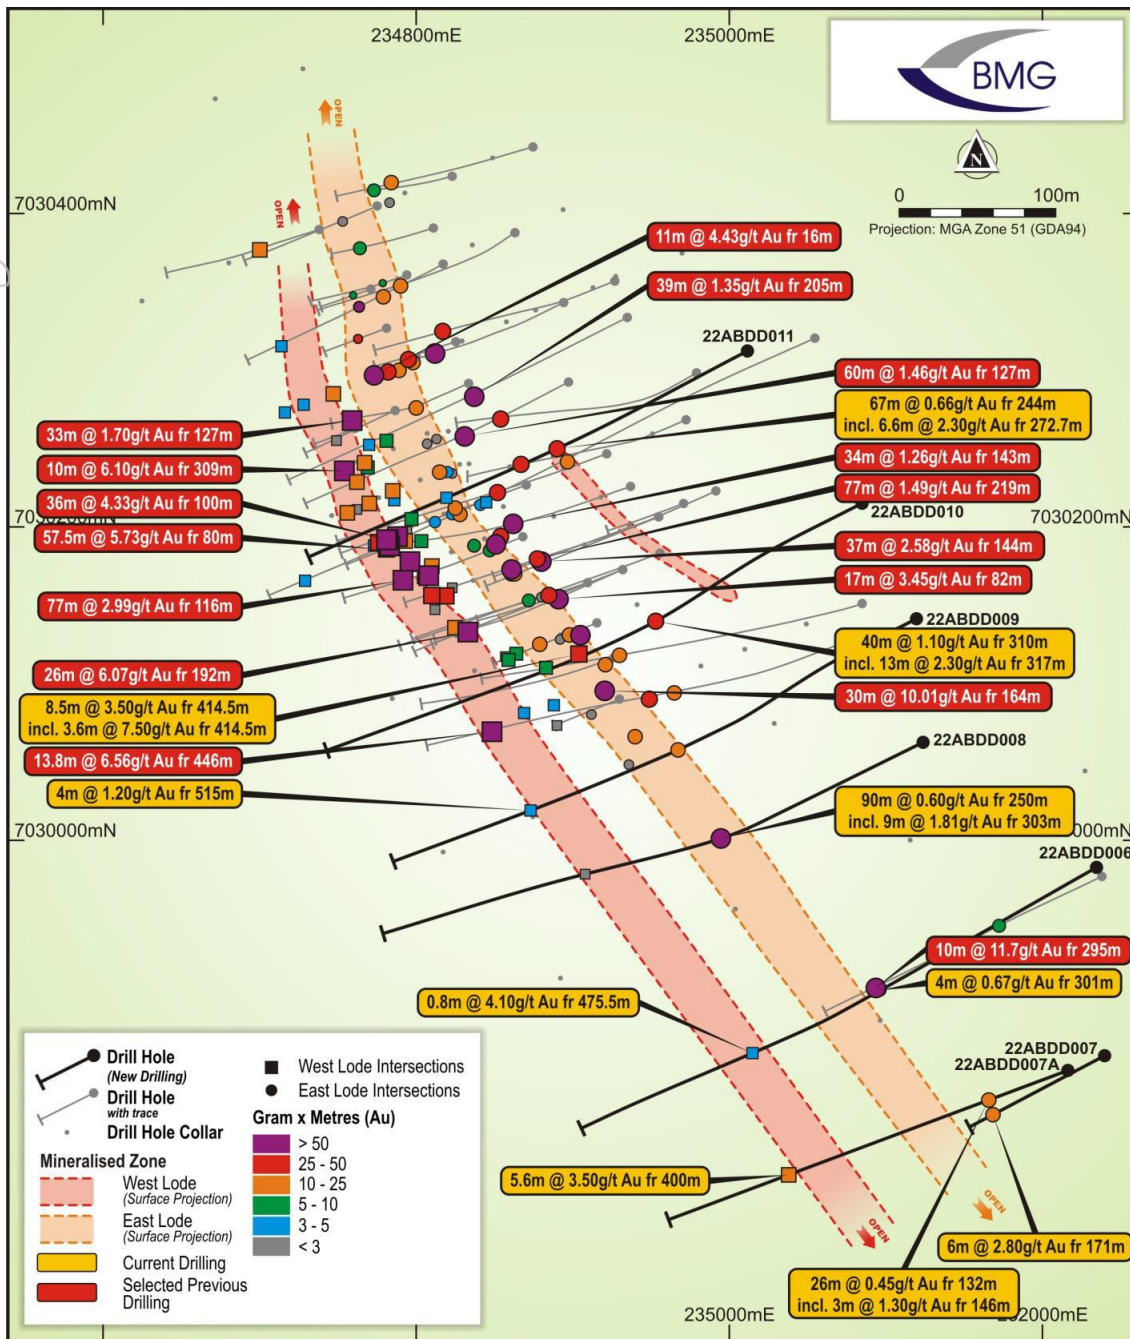 234800mE
235000mE
BMG
OPEN
N
OPEN
7030400mN
0 100m
Projection: MGA Zone 51 (GDA94)
11m @ 4.43g/t Au fr 16m
39m @ 1.35g/t Au fr 205m
22ABDD011
60m @ 1.46g/t Au fr 127m
67m @ 0.66g/t Au fr 244m
incl. 6.6m @ 2.30g/t Au fr 272.7m
33m @ 1.70g/t Au fr 127m
34m @ 1.26g/t Au fr 143m
10m @ 6.10g/t Au fr 309m
77m @ 1.49g/t Au fr 219m
36m @ 4.33g/t Au fr 100m
22ABDD010
7030200mN
7030200mN
57.5m @ 5.73g/t Au fr 80m
37m @ 2.58g/t Au fr 144m
17m @ 3.45g/t Au fr 82m
77m @ 2.99g/t Au fr 116m
22ABDD009
40m @ 1.10g/t Au fr 310m
incl. 13m @ 2.30g/t Au fr 317m
26m @ 6.07g/t Au fr 192m
30m @ 10.01g/t Au fr 164m
8.5m @ 3.50g/t Au fr 414.5m
incl. 3.6m @ 7.50g/t Au fr 414.5m
22ABDD008
13.8m @ 6.56g/t Au fr 446m
4m @ 1.20g/t Au fr 515m
90m @ 0.60g/t Au fr 250m
incl. 9m @ 1.81g/t Au fr 303m
7030000mN
000mN
22ABDD006
10m @ 11.7g/t Au fr 295m
4m @ 0.67g/t Au fr 301m
0.8m @ 4.10g/t Au fr 475.5m
22ABDD007
22ABDD007A
5.6m @ 3.50g/t Au fr 400m
OPEN
OPEN
6m @ 2.80g/t Au fr 171m
26m @ 0.45g/t Au fr 132m
incl. 3m @ 1.30g/t Au fr 146m
235000mE
2000mE
Drill Hole
(New Drilling)
Drill Hole
with trace
Drill Hole Collar
Mineralised Zone
West Lode
(Surface Projection)
East Lode
(Surface Projection)
Current Drilling
Selected Previous
Drilling
West Lode Intersections
East Lode Intersections
Gram x Metres (Au)
> 50
25 - 50
10 - 25
5 - 10
3 - 5
< 3